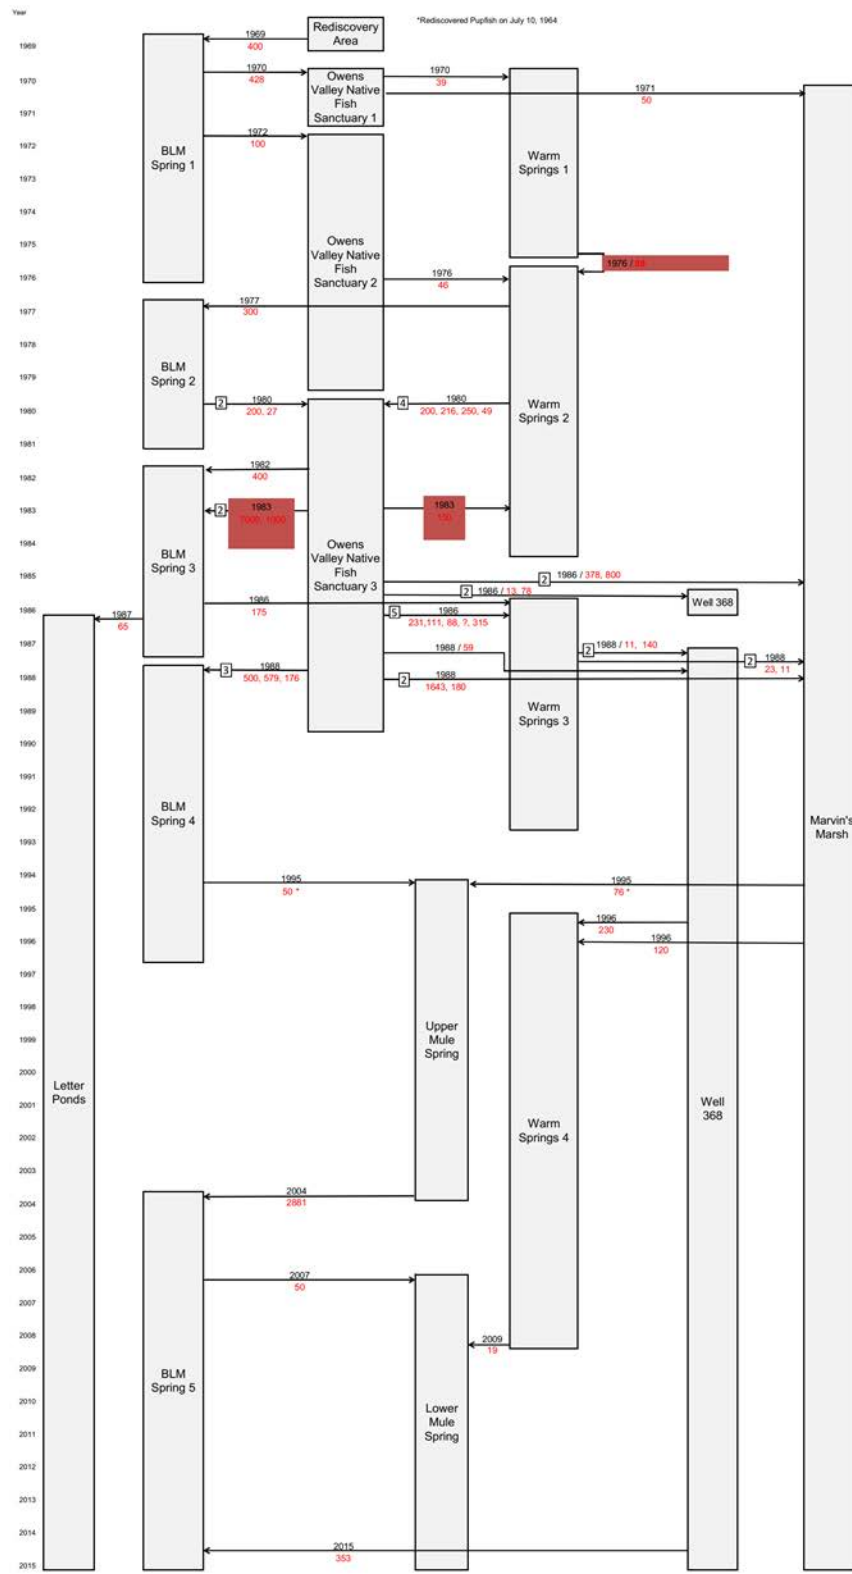 Year
*Rediscovered Pupfish on July 10, 1964
Rediscovery
Area
1969
400
1969
1970
428
Owens
Valley Native
Fish
Sanctuary 1
1970
39
1970
1971
50
1971
BLM
Spring 1
1972
100
1972
Warm
Springs 1
1973
1974
Owens
Valley Native
Fish
Sanctuary 2
1975
1976 /
1976
46
1976
1977
300
1977
1978
BLM
Spring 2
1979
2
1980
200, 27
4
1980
200, 216, 250, 49
Warm
Springs 2
1980
1981
1982
400
1982
2
1983
1983
1983
BLM
Spring 3
Owens
Valley Native
Fish
Sanctuary 3
1984
1985
2
1986 / 378, 800
2
1986 / 13, 78
Well 368
1986
175
5
1986
231,111, 88, ?, 315
1986
1987
65
1987
1988 / 59
2
1988 / 11, 140
2
1988
23, 11
3
1988
500, 579, 176
2
1988
1643, 180
1988
Warm
Springs 3
1989
1990
1991
1992
BLM
Spring 4
Marvin's
Marsh
1993
1994
1995
50 *
1995
76 *
1995
1996
230
1996
120
1996
1997
1998
Upper
Mule
Spring
1999
2000
Letter
Ponds
Well
368
2001
Warm
Springs 4
2002
2003
2004
2881
2004
2005
2006
2007
50
2007
2008
2009
19
2009
BLM
Spring 5
2010
Lower
Mule
Spring
2011
2012
2013
2014
2015
353
2015